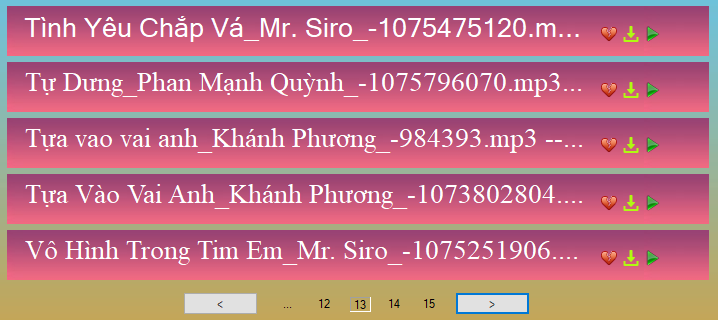 Tình Yêu Chắp Vá_Mr. Siro_-1075475120.m...
Tự Dưng_Phan Mạnh Quỳnh_-1075796070.mp3...
Tựa vao vai anh_Khánh Phương_-984393.mp3 --...
Tựa Vào Vai Anh_Khánh Phương_-1073802804....
Vô Hình Trong Tim Em_Mr. Siro_-1075251906....
< ... 12 13 14 15 >